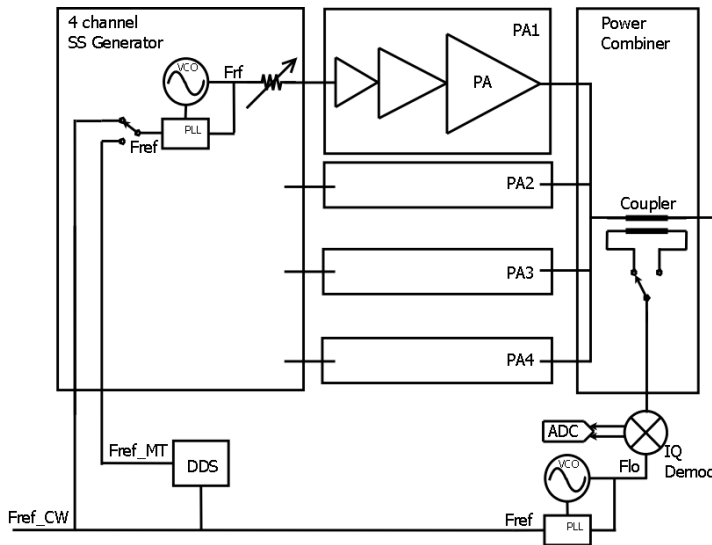 4 channel
SS Generator
VCO
Frf
PLL
Fref
PA1
PA
PA2
PA3
PA4
Power
Combiner
Coupler
ADC
IQ
Demod
Flo
VCO
Fref
PLL
Fref_MT
DDS
Fref_CW